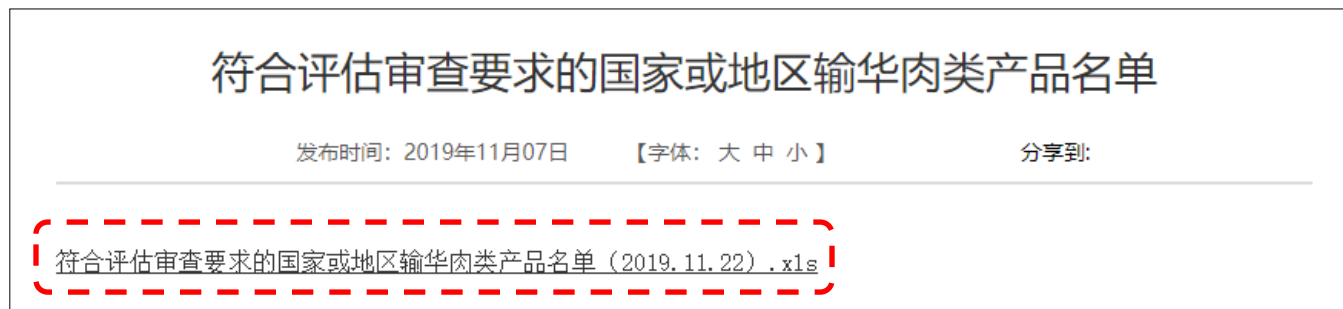 符合评估审查要求的国家或地区输华肉类产品名单
发布时间：2019年11月07日 【字体：大 中 小】 分享到:
符合评估审查要求的国家或地区输华肉类产品名单（2019.11.22）.xls